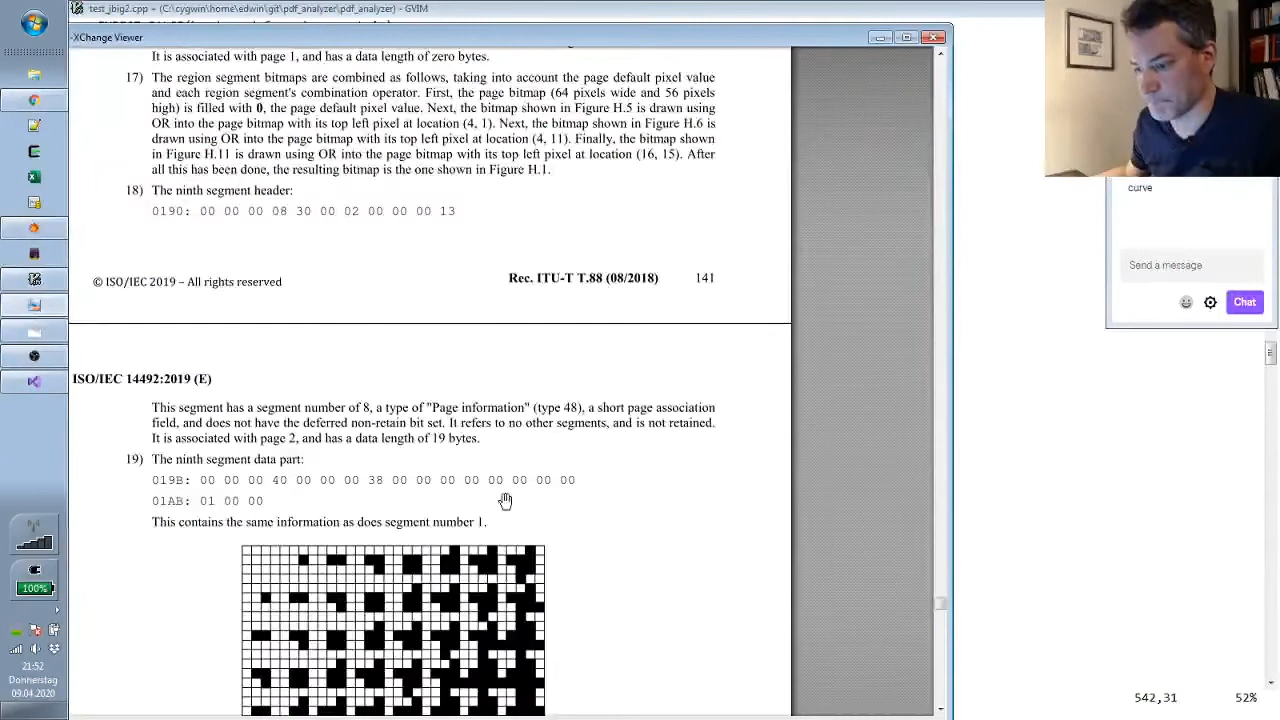 test_jbig2.cpp + (C:\cygwin\home\edwin\git\pdf_analyzer\pdf_analyzer) - GVIM
-XChange Viewer
It is associated with page 1, and has a data length of zero bytes.
17) The region segment bitmaps are combined as follows, taking into account the page default pixel value
and each region segment's combination operator. First, the page bitmap (64 pixels wide and 56 pixels
high) is filled with 0, the page default pixel value. Next, the bitmap shown in Figure H.5 is drawn using
OR into the page bitmap with its top left pixel at location (4, 1). Next, the bitmap shown in Figure H.6 is
drawn using OR into the page bitmap with its top left pixel at location (4, 11). Finally, the bitmap shown
in Figure H.11 is drawn using OR into the page bitmap with its top left pixel at location (16, 15). After
all this has been done, the resulting bitmap is the one shown in Figure H.1.
18) The ninth segment header:
0190: 00 00 00 08 30 00 02 00 00 00 13
© ISO/IEC 2019 – All rights reserved
Rec. ITU-T T.88 (08/2018) 141
ISO/IEC 14492:2019 (E)
This segment has a segment number of 8, a type of "Page information" (type 48), a short page association
field, and does not have the deferred non-retain bit set. It refers to no other segments, and is not retained.
It is associated with page 2, and has a data length of 19 bytes.
19) The ninth segment data part:
019B: 00 00 00 40 00 00 00 38 00 00 00 00 00 00 00 00
01AB: 01 00 00
This contains the same information as does segment number 1.
curve
Send a message
Chat
100%
21:52
Donnerstag
09.04.2020
542,31 52%